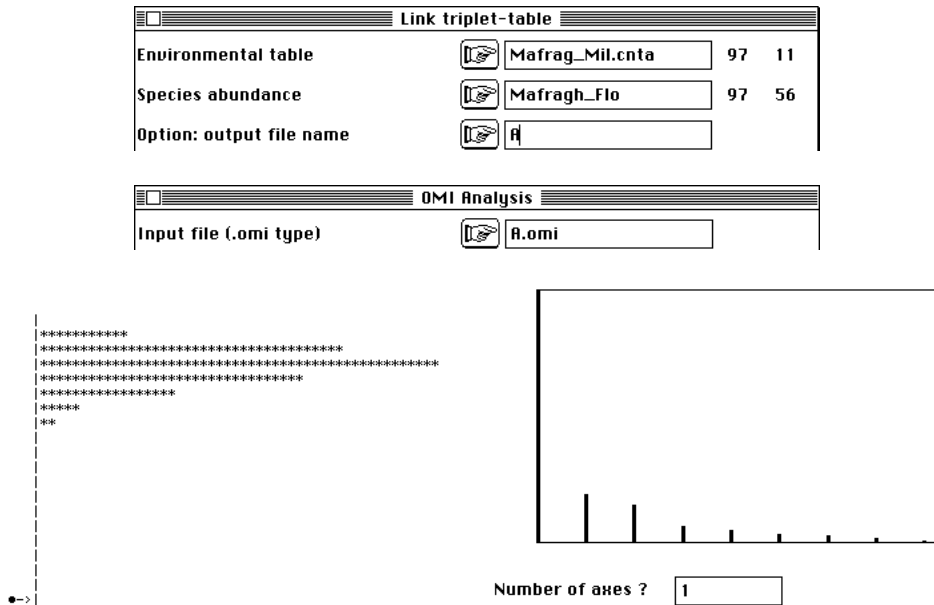 Link triplet-table
Environmental table Mafrag_Mil.cnta 97 11
Species abundance Mafragh_Flo 97 56
Option: output file name A
OMI Analysis
Input file (.omi type) A.omi
|
|***********
|**************************************
|**************************************************
|*********************************
|*****************
|*****
|**
|
|
|
|
|
|
|
|
●->|
Number of axes ? 1